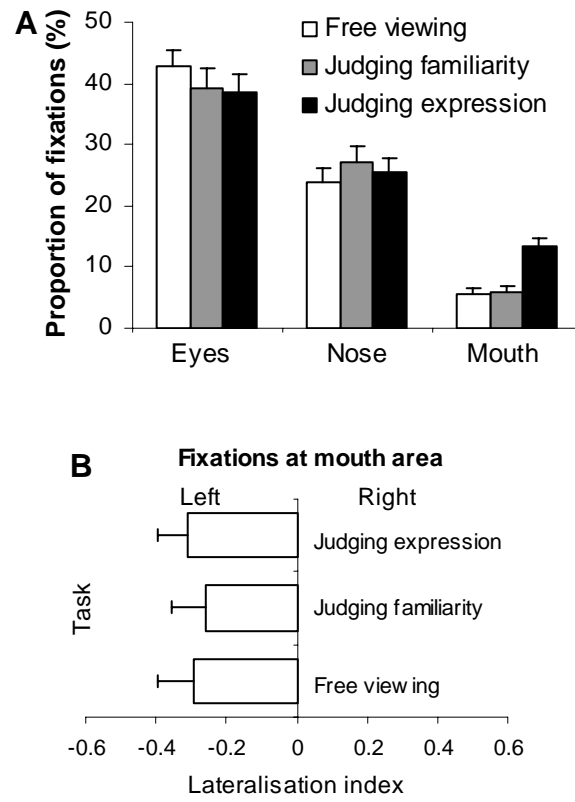 A
Proportion of fixations (%)
50
40
30
20
10
0
Free viewing
Judging familiarity
Judging expression
Eyes Nose Mouth
B
Fixations at mouth area
Left Right
Task
Judging expression
Judging familiarity
Free viewing
-0.6 -0.4 -0.2 0 0.2 0.4 0.6
Lateralisation index